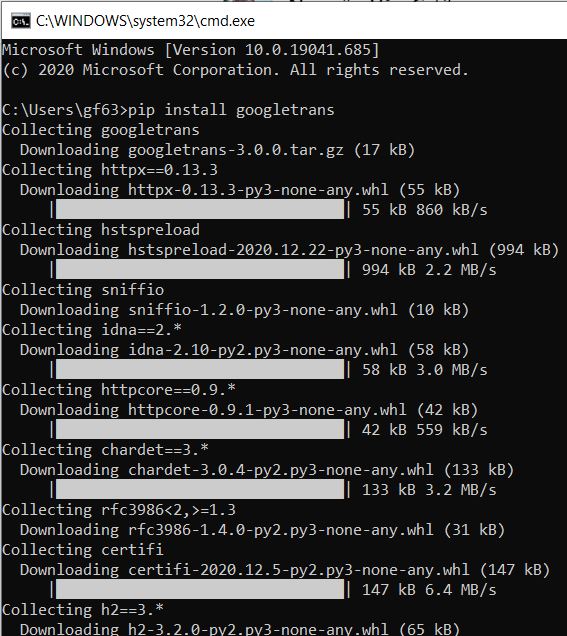 C:\WINDOWS\system32\cmd.exe
Microsoft Windows [Version 10.0.19041.685]
(c) 2020 Microsoft Corporation. All rights reserved.
C:\Users\gf63>pip install googletrans
Collecting googletrans
  Downloading googletrans-3.0.0.tar.gz (17 kB)
Collecting httpx==0.13.3
  Downloading httpx-0.13.3-py3-none-any.whl (55 kB)
     |████████████████████████████████| 55 kB 860 kB/s
Collecting hstspreload
  Downloading hstspreload-2020.12.22-py3-none-any.whl (994 kB)
     |████████████████████████████████| 994 kB 2.2 MB/s
Collecting sniffio
  Downloading sniffio-1.2.0-py3-none-any.whl (10 kB)
Collecting idna==2.*
  Downloading idna-2.10-py2.py3-none-any.whl (58 kB)
     |████████████████████████████████| 58 kB 3.0 MB/s
Collecting httpcore==0.9.*
  Downloading httpcore-0.9.1-py3-none-any.whl (42 kB)
     |████████████████████████████████| 42 kB 559 kB/s
Collecting chardet==3.*
  Downloading chardet-3.0.4-py2.py3-none-any.whl (133 kB)
     |████████████████████████████████| 133 kB 3.2 MB/s
Collecting rfc3986<2,>=1.3
  Downloading rfc3986-1.4.0-py2.py3-none-any.whl (31 kB)
Collecting certifi
  Downloading certifi-2020.12.5-py2.py3-none-any.whl (147 kB)
     |████████████████████████████████| 147 kB 6.4 MB/s
Collecting h2==3.*
  Downloading h2-3.2.0-py2.py3-none-any.whl (65 kB)